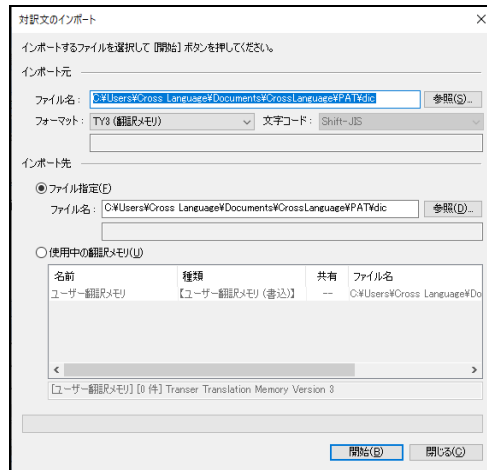 対訳文のインポート
インポートするファイルを選択して [開始] ボタンを押してください。
インポート元
ファイル名： C:¥Users¥Cross Language¥Documents¥CrossLanguage¥PAT¥dic 参照(S)...
フォーマット： TY3 (翻訳メモリ) 文字コード： Shift-JIS
インポート先
ファイル指定(F)
ファイル名： C:¥Users¥Cross Language¥Documents¥CrossLanguage¥PAT¥dic 参照(D)...
使用中の翻訳メモリ(U)
名前 種類 共有 ファイル名
ユーザー翻訳メモリ 【ユーザー翻訳メモリ (書込)】 -- C:¥Users¥Cross Language¥Do
[ユーザー翻訳メモリ] [0 件] Transer Translation Memory Version 3
開始(B) 閉じる(C)